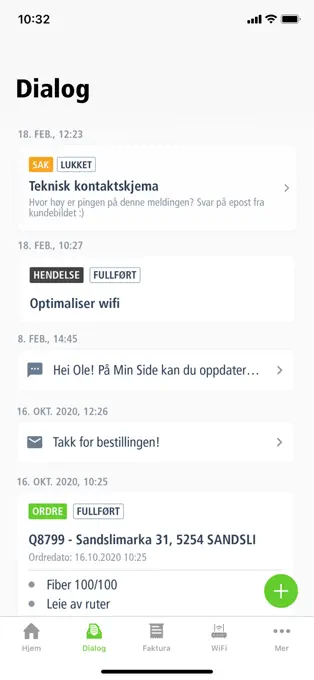 10:32
Dialog
18. FEB., 12:23
SAK LUKKET
Teknisk kontaktskjema
Hvor høy er pingen på denne meldingen? Svar på epost fra
kundebildet :)
18. FEB., 10:27
HENDELSE FULLFØRT
Optimaliser wifi
8. FEB., 14:45
Hei Ole! På Min Side kan du oppdater...
16. OKT. 2020, 12:26
Takk for bestillingen!
16. OKT. 2020, 10:25
ORDRE FULLFØRT
Q8799 - Sandslimarka 31, 5254 SANDSLI
Ordredato: 16.10.2020 10:25
Fiber 100/100
Leie av ruter
Hjem Dialog Faktura WiFi Mer